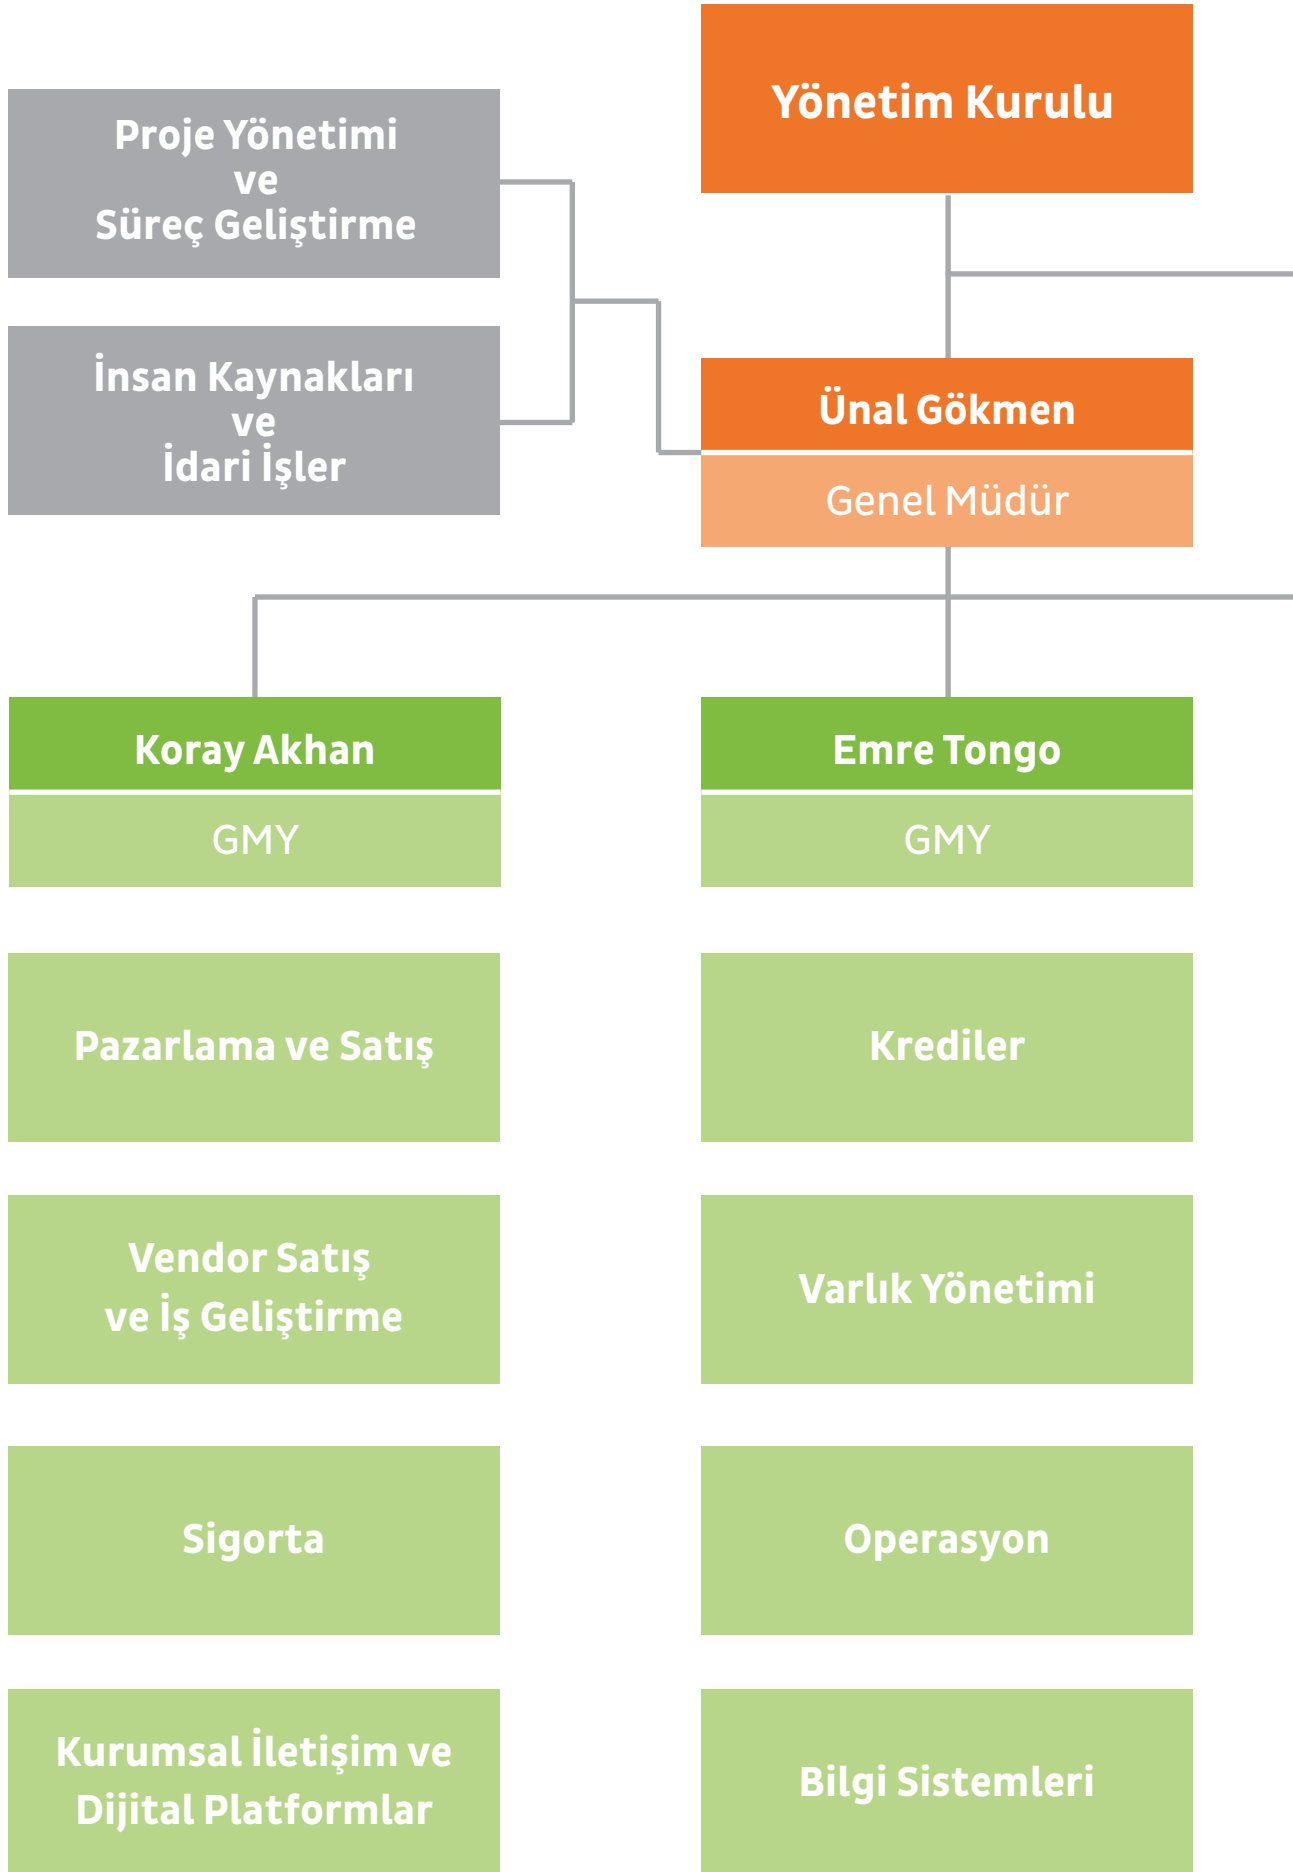 Yönetim Kurulu
Proje Yönetimi
ve
Süreç Geliştirme
İnsan Kaynakları
ve
İdari İşler
Ünal Gökmen
Genel Müdür
Koray Akhan
GMY
Emre Tongo
GMY
Pazarlama ve Satış
Krediler
Vendor Satış
ve İş Geliştirme
Varlık Yönetimi
Sigorta
Operasyon
Kurumsal İletişim ve
Dijital Platformlar
Bilgi Sistemleri